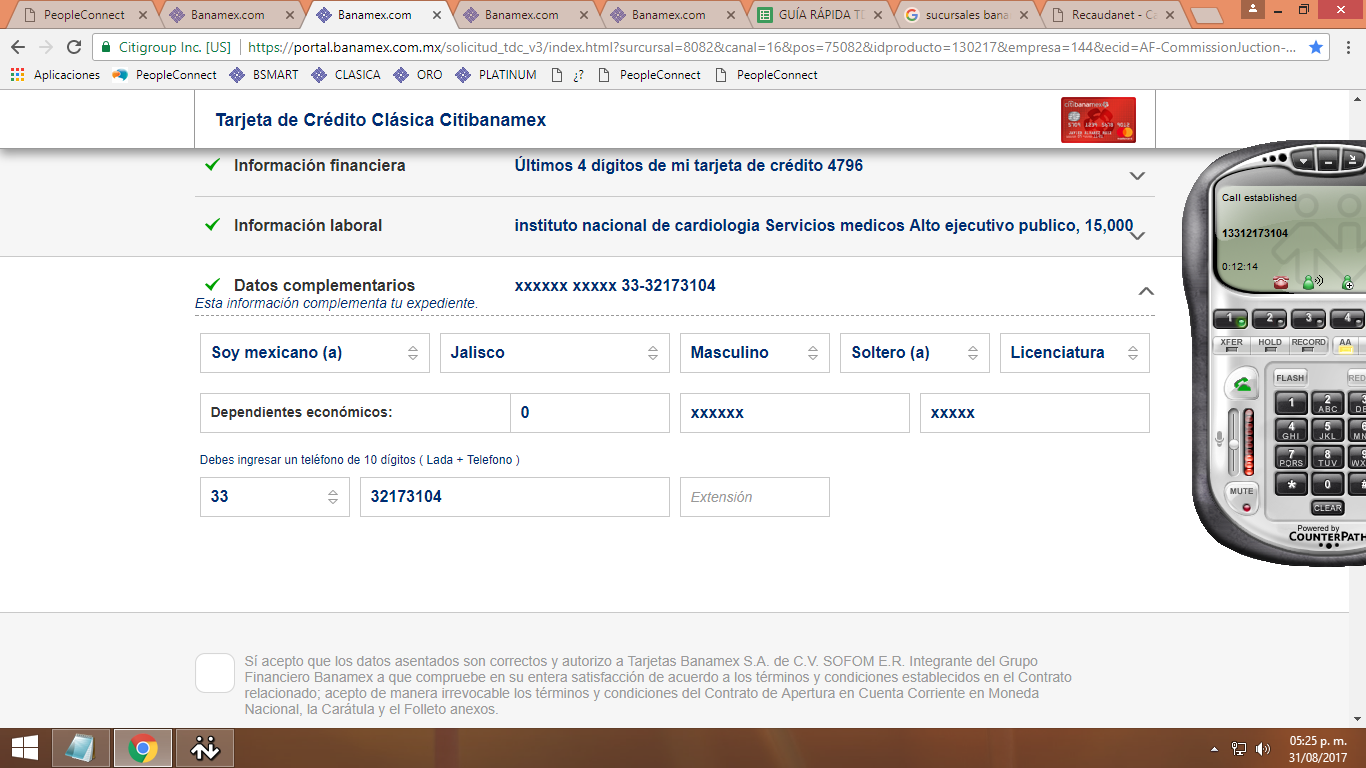 PeopleConnect
Banamex.com
Banamex.com
Banamex.com
Banamex.com
GUÍA RÁPIDA TD
sucursales bana
Recaudanet - Ca
Citigroup Inc. [US] https://portal.banamex.com.mx/solicitud_tdc_v3/index.html?surcursal=8082&canal=16&pos=75082&idproducto=130217&empresa=144&ecid=AF-CommissionJuction-...
Aplicaciones PeopleConnect BSMART CLASICA ORO PLATINUM ¿? PeopleConnect PeopleConnect
Tarjeta de Crédito Clásica Citibanamex
Información financiera Últimos 4 dígitos de mi tarjeta de crédito 4796
Información laboral instituto nacional de cardiologia Servicios medicos Alto ejecutivo publico, 15,000
Datos complementarios xxxxxx xxxxx 33-32173104
Esta información complementa tu expediente.
Soy mexicano (a) Jalisco Masculino Soltero (a) Licenciatura
Dependientes económicos: 0 xxxxxx xxxxx
Debes ingresar un teléfono de 10 dígitos ( Lada + Telefono )
33 32173104 Extensión
Sí acepto que los datos asentados son correctos y autorizo a Tarjetas Banamex S.A. de C.V. SOFOM E.R. Integrante del Grupo
Financiero Banamex a que compruebe en su entera satisfacción de acuerdo a los términos y condiciones establecidos en el Contrato
relacionado; acepto de manera irrevocable los términos y condiciones del Contrato de Apertura en Cuenta Corriente en Moneda
Nacional, la Carátula y el Folleto anexos.
Call established
13312173104
0:12:14
1 2 3 4
XFER HOLD RECORD AA
FLASH RED
1 2 ABC 3 DE
4 GHI 5 JKL 6 MN
7 PQRS 8 TUV 9 WX
* 0 #
MUTE
CLEAR
Powered by
COUNTERPATH
05:25 p. m.
31/08/2017